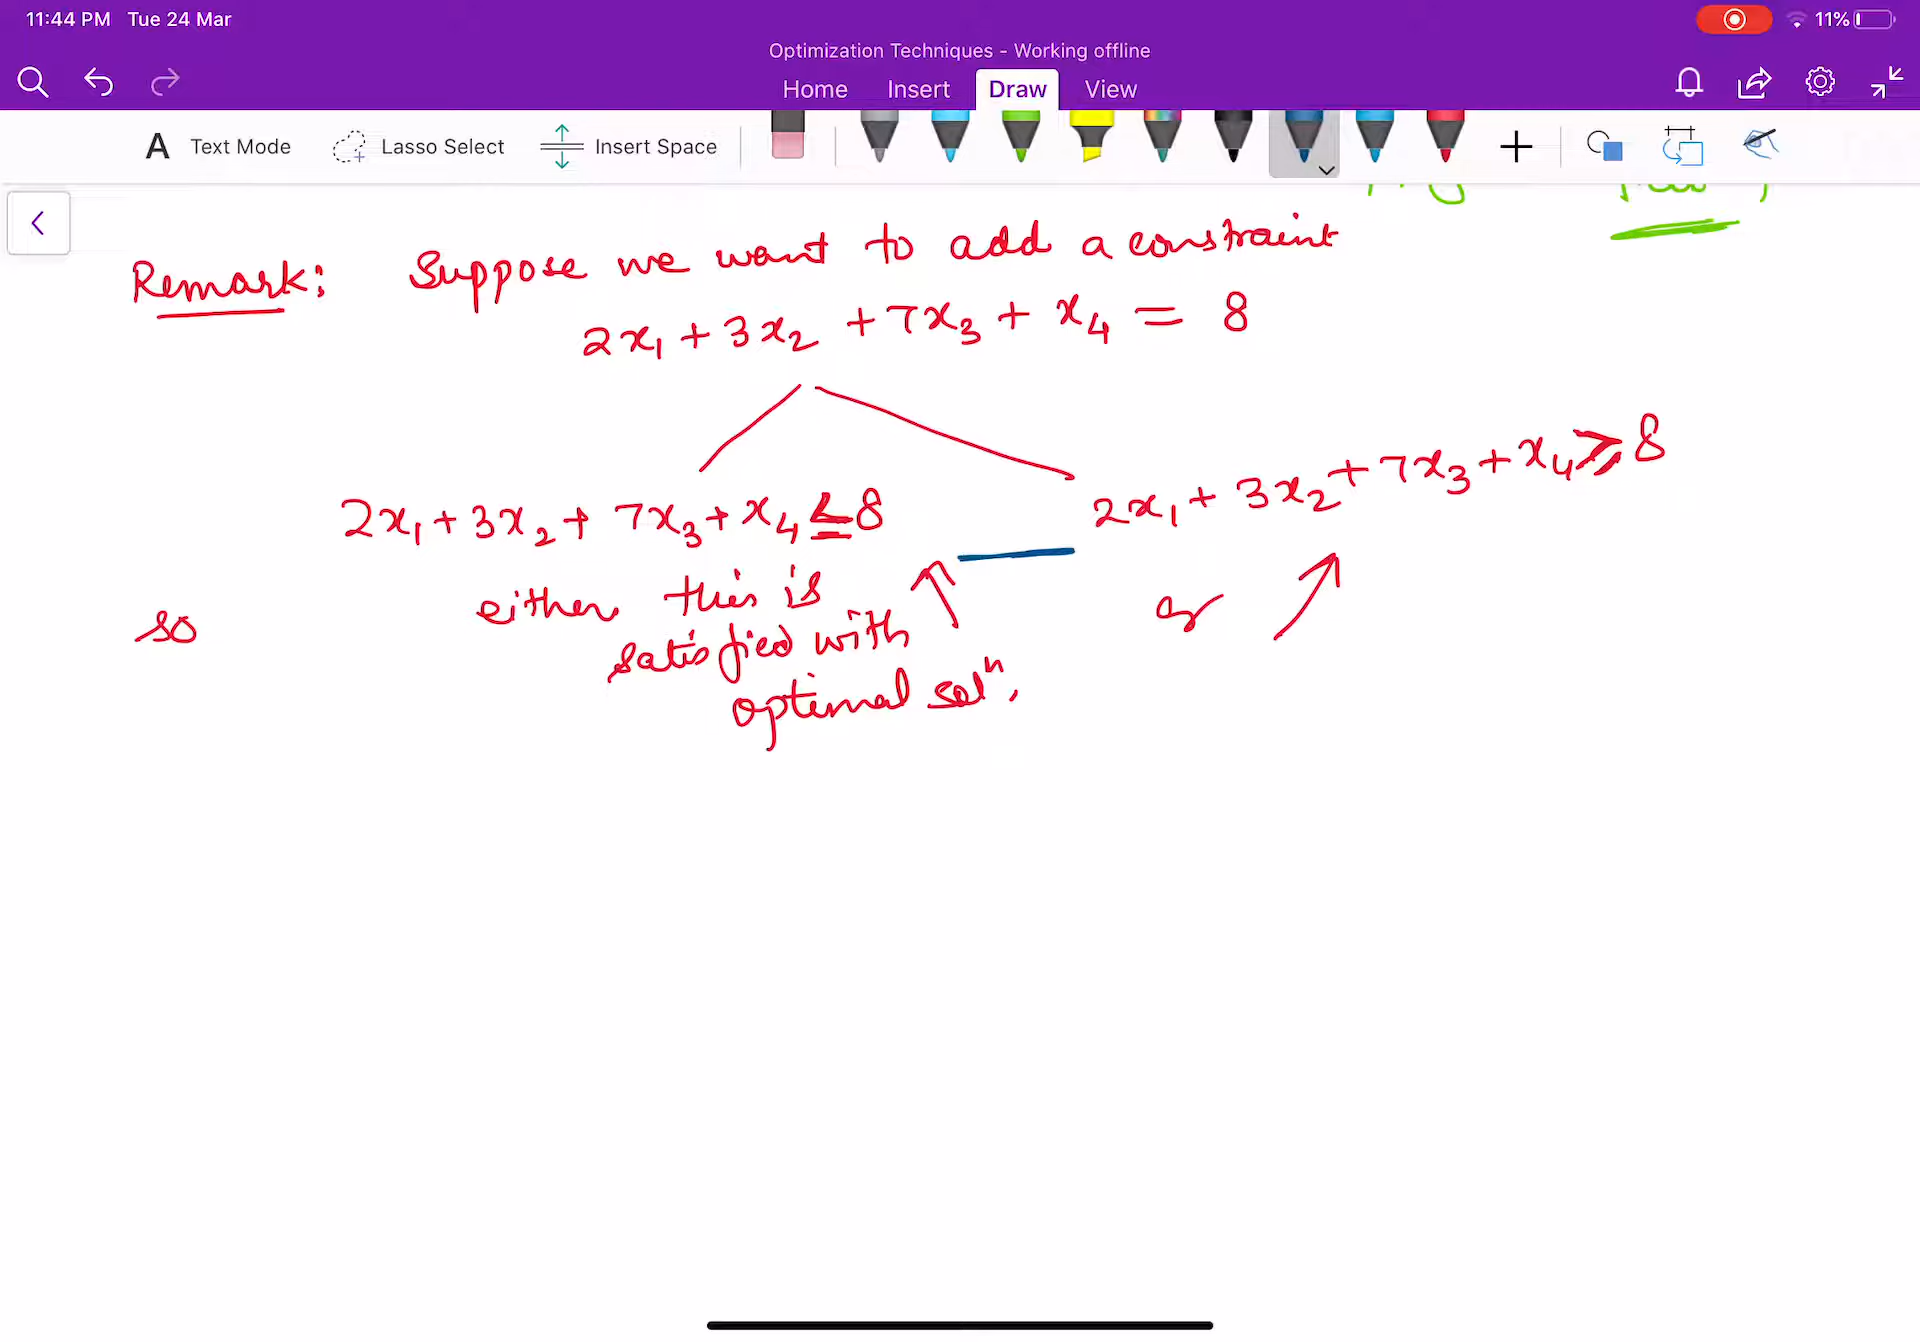 11:44 PM Tue 24 Mar
11%
Optimization Techniques - Working offline
Home Insert Draw View
A Text Mode Lasso Select Insert Space
Remark: Suppose we want to add a constraint
2x₁ + 3x₂ + 7x₃ + x₄ = 8
2x₁ + 3x₂ + 7x₃ + x₄ ≤ 8
2x₁ + 3x₂ + 7x₃ + x₄ ≥ 8
so either this is or
satisfied with
optimal solⁿ.